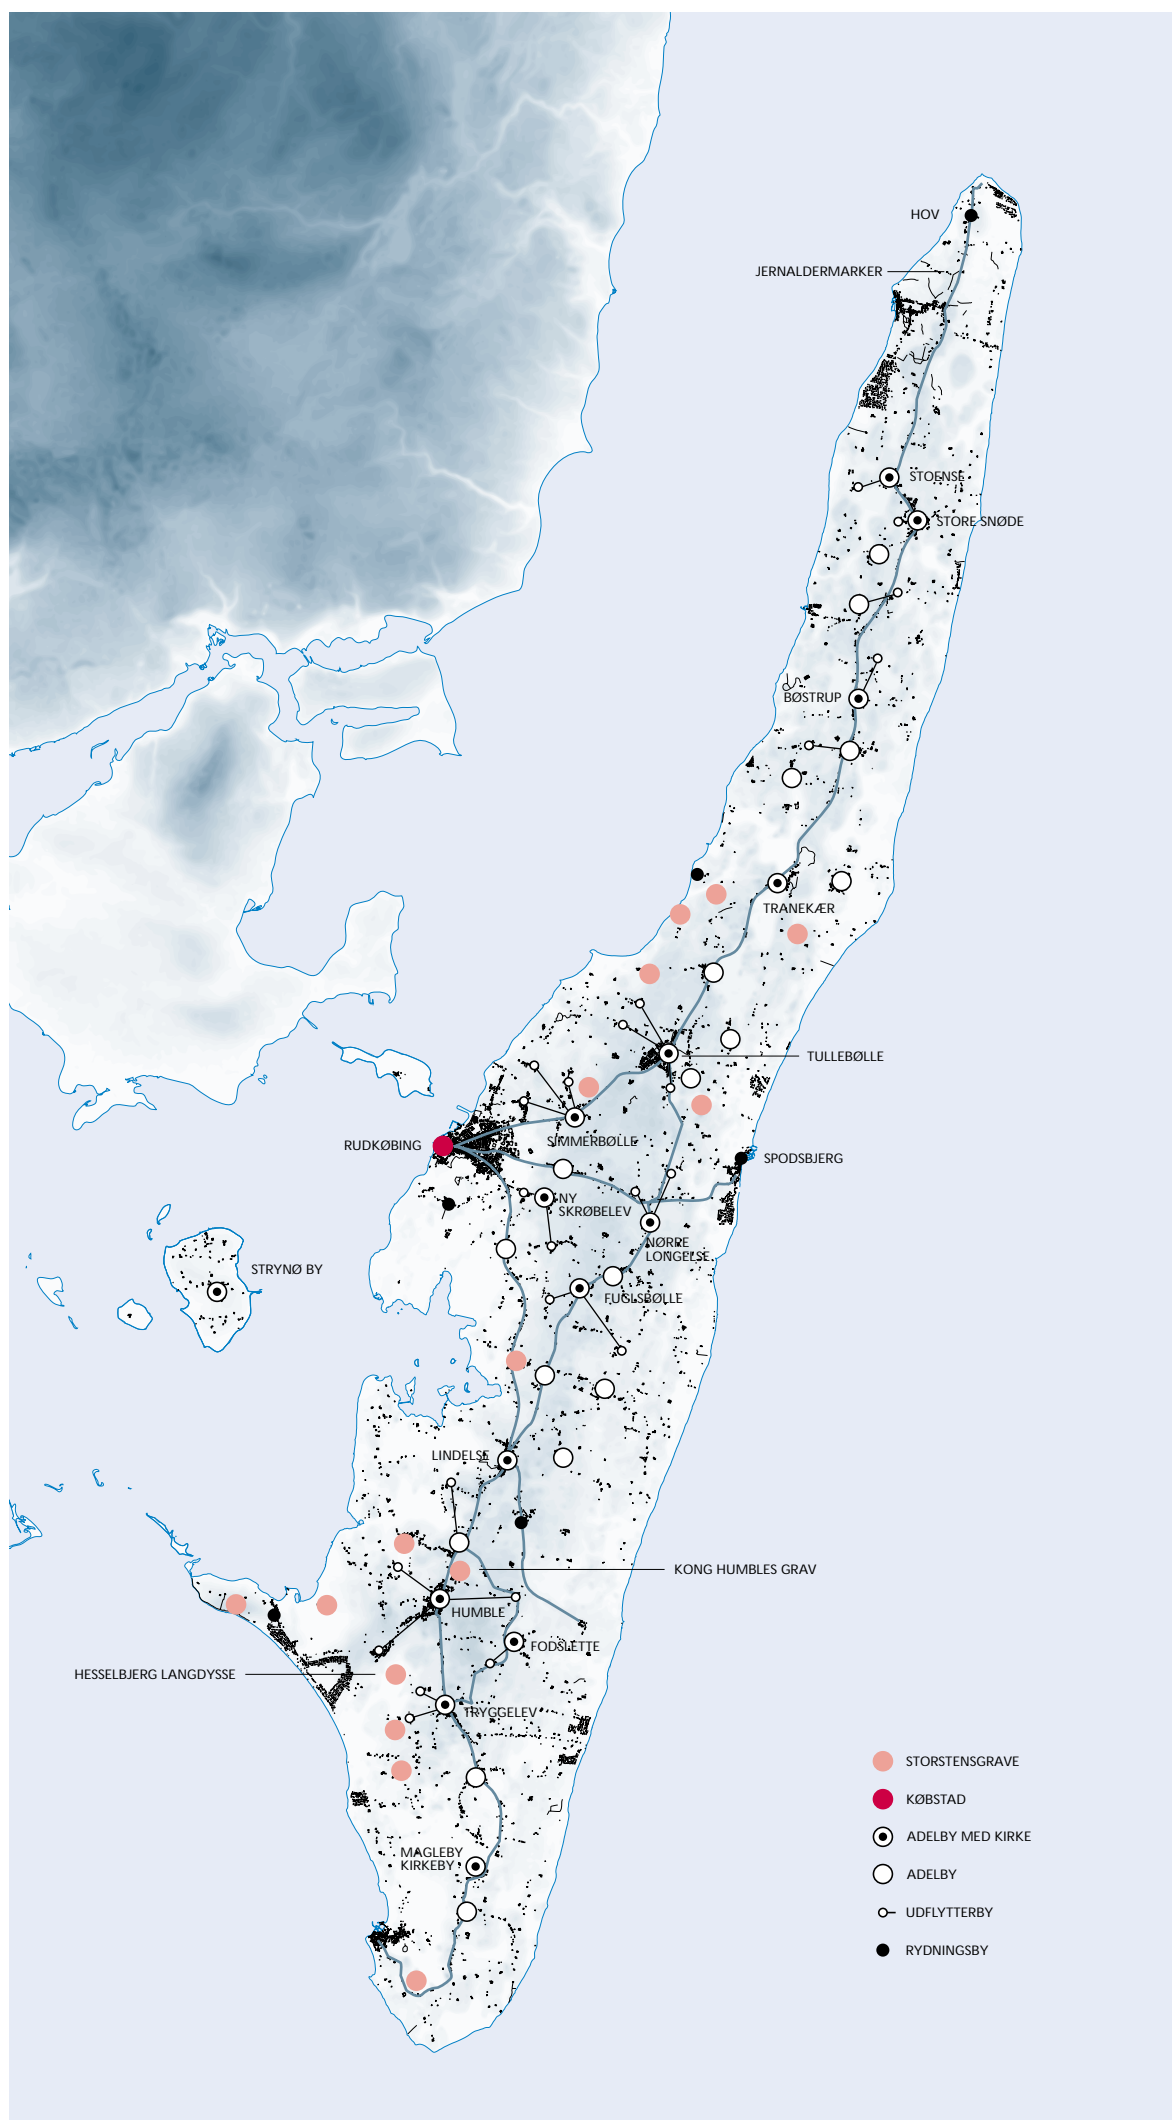 HOV
JERNALDERMARKER
STOENSE
STORE SNØDE
BØSTRUP
TRANEKÆR
TULLEBØLLE
SIMMERBØLLE
RUDKØBING
SPODSBJERG
NY
SKRØBELEV
NØRRE
LONGELSE
STRYNØ BY
FUGLSBØLLE
LINDELSE
KONG HUMBLES GRAV
HUMBLE
FODSLETTE
HESSELBJERG LANGDYSSE
TRYGGELEV
MAGLEBY
KIRKEBY
STORSTENSGRAVE
KØBSTAD
ADELBY MED KIRKE
ADELBY
UDFLYTTERBY
RYDNINGSBY